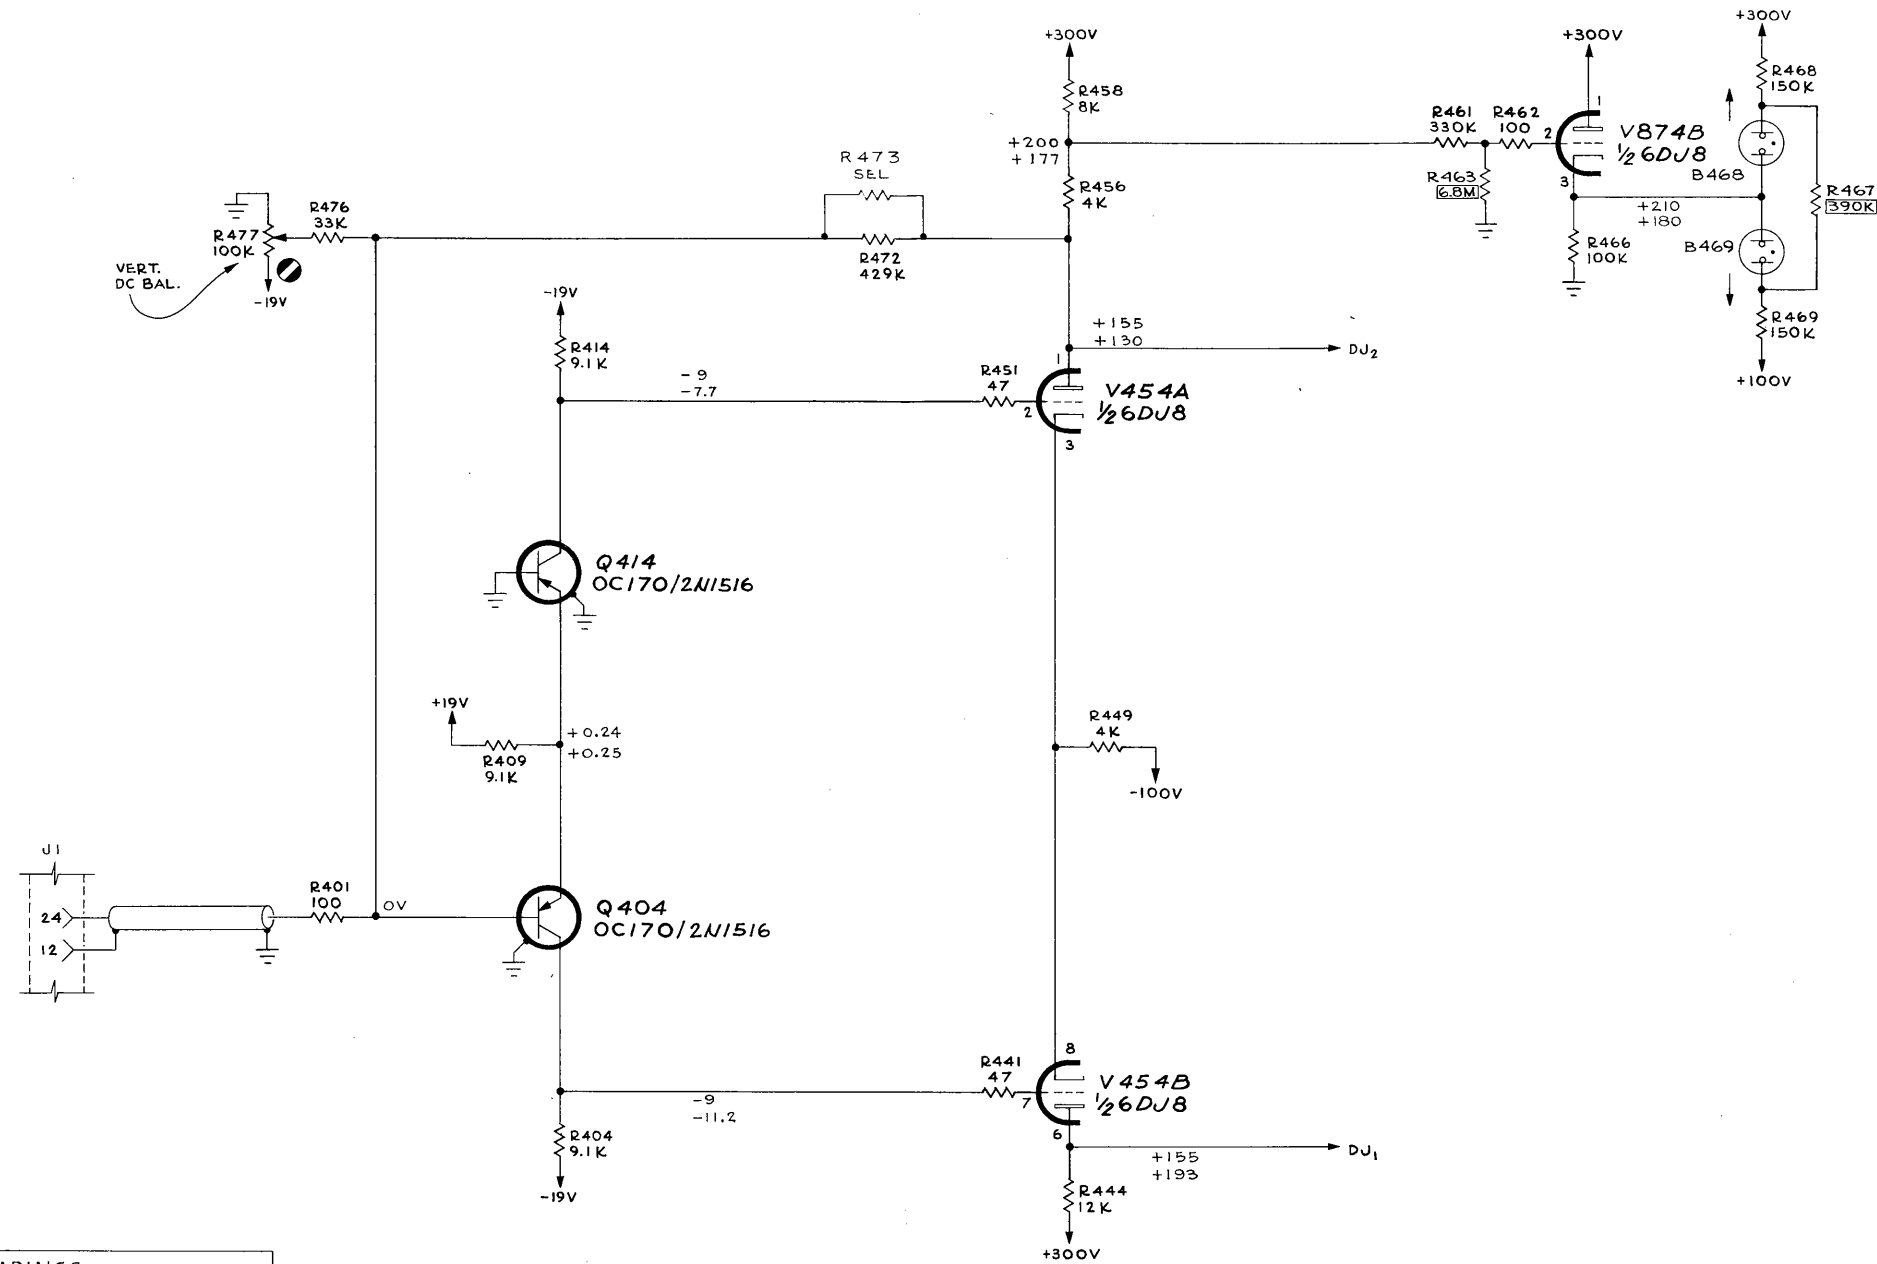 +300V
+300V
+300V
R458
8K
R468
150K
R461
330K
R462
100
1
2
V874B
½ 6DJ8
3
B468
+200
+177
R473
SEL
R456
4K
R463
6.8M
R467
390K
+210
+180
R476
33K
R477
100K
VERT.
DC BAL.
-19V
R472
429K
R466
100K
B469
R469
150K
+100V
-19V
R414
9.1K
+155
+130
DJ2
-9
-7.7
R451
47
1
2
V454A
½ 6DJ8
3
Q414
OC170/2N1516
+19V
R409
9.1K
+0.24
+0.25
R449
4K
-100V
J1
24
12
R401
100
0V
Q404
OC170/2N1516
R441
47
8
7
V454B
½ 6DJ8
6
-9
-11.2
R404
9.1K
-19V
DJ1
+155
+193
R444
12K
+300V